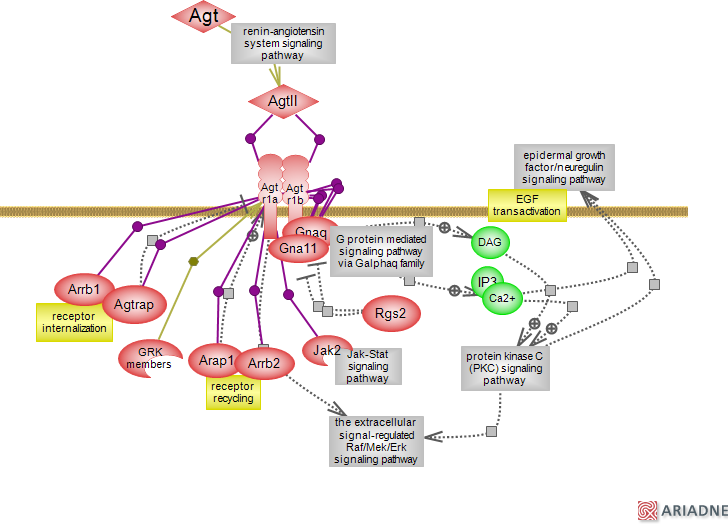 Agt
renin-angiotensin
system signaling
pathway
AgtII
epidermal growth
factor/neuregulin
signaling pathway
Agt
r1a
Agt
r1b
EGF
transactivation
Gnaq
Gna11
G protein mediated
signaling pathway
via Galphaq family
DAG
IP3
Ca2+
Arrb1
Agtrap
receptor
internalization
Rgs2
GRK
members
Arap1
Arrb2
receptor
recycling
Jak2
Jak-Stat
signaling
pathway
protein kinase C
(PKC) signaling
pathway
the extracellular
signal-regulated
Raf/Mek/Erk
signaling pathway
ARIADNE